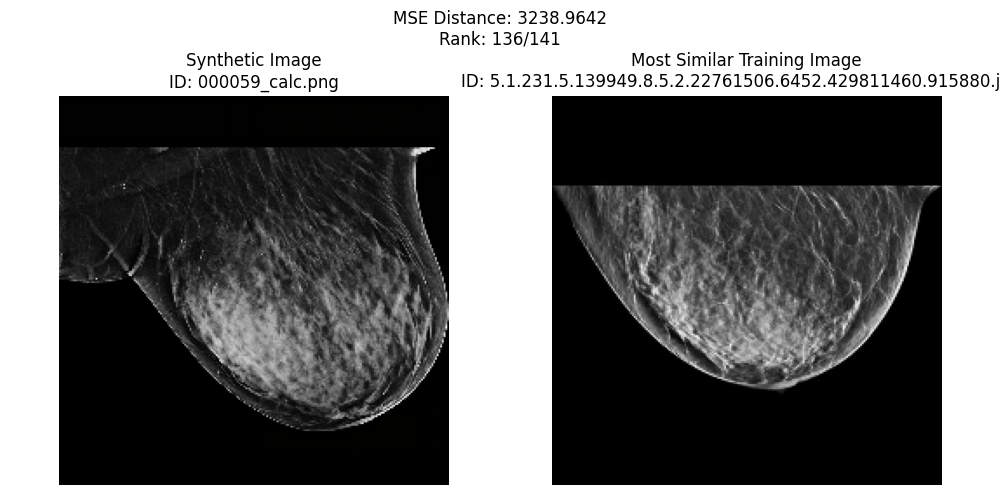 MSE Distance: 3238.9642
Rank: 136/141
Synthetic Image
ID: 000059_calc.png
Most Similar Training Image
ID: 5.1.231.5.139949.8.5.2.22761506.6452.429811460.915880.j